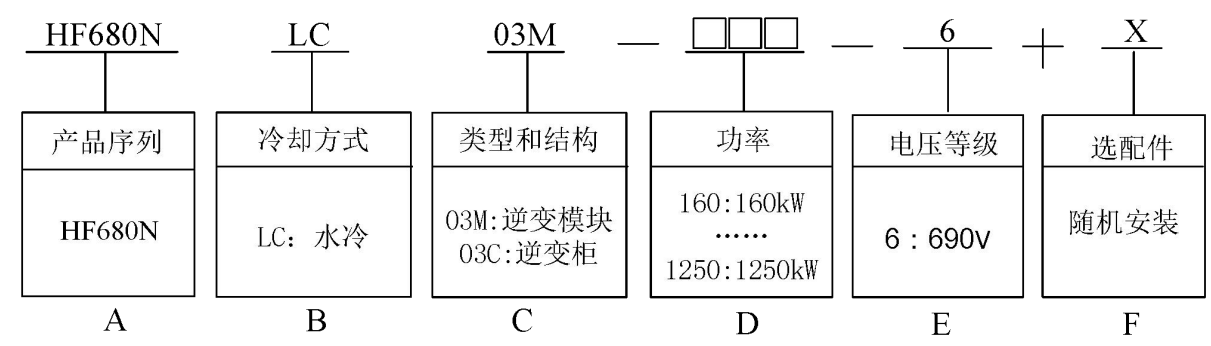 HF680N LC 03M — □□□ — 6 + X
产品序列 冷却方式 类型和结构 功率 电压等级 选配件
HF680N
LC：水冷
03M:逆变模块
03C:逆变柜
160:160kW
······
1250:1250kW
6：690V
随机安装
A B C D E F